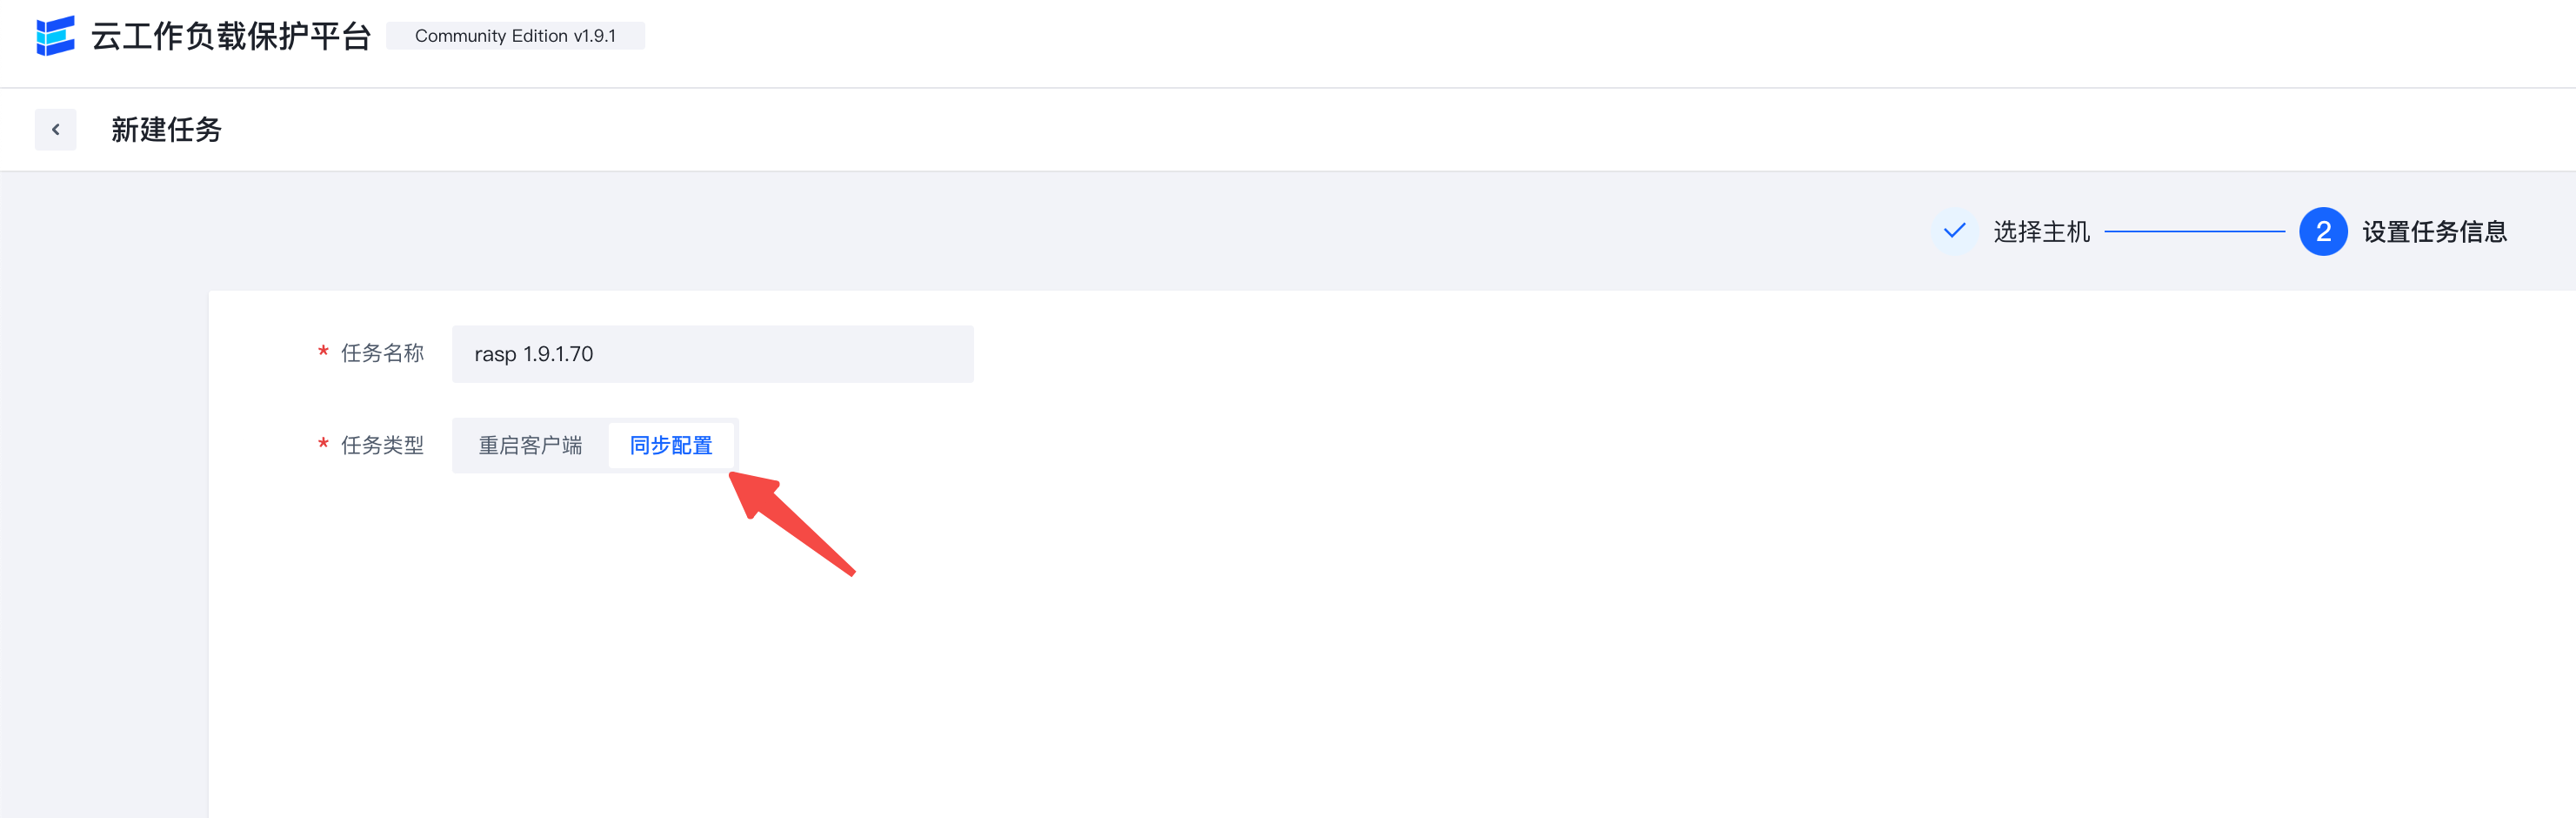 云工作负载保护平台 Community Edition v1.9.1
新建任务
选择主机 2 设置任务信息
* 任务名称 rasp 1.9.1.70
* 任务类型 重启客户端 同步配置